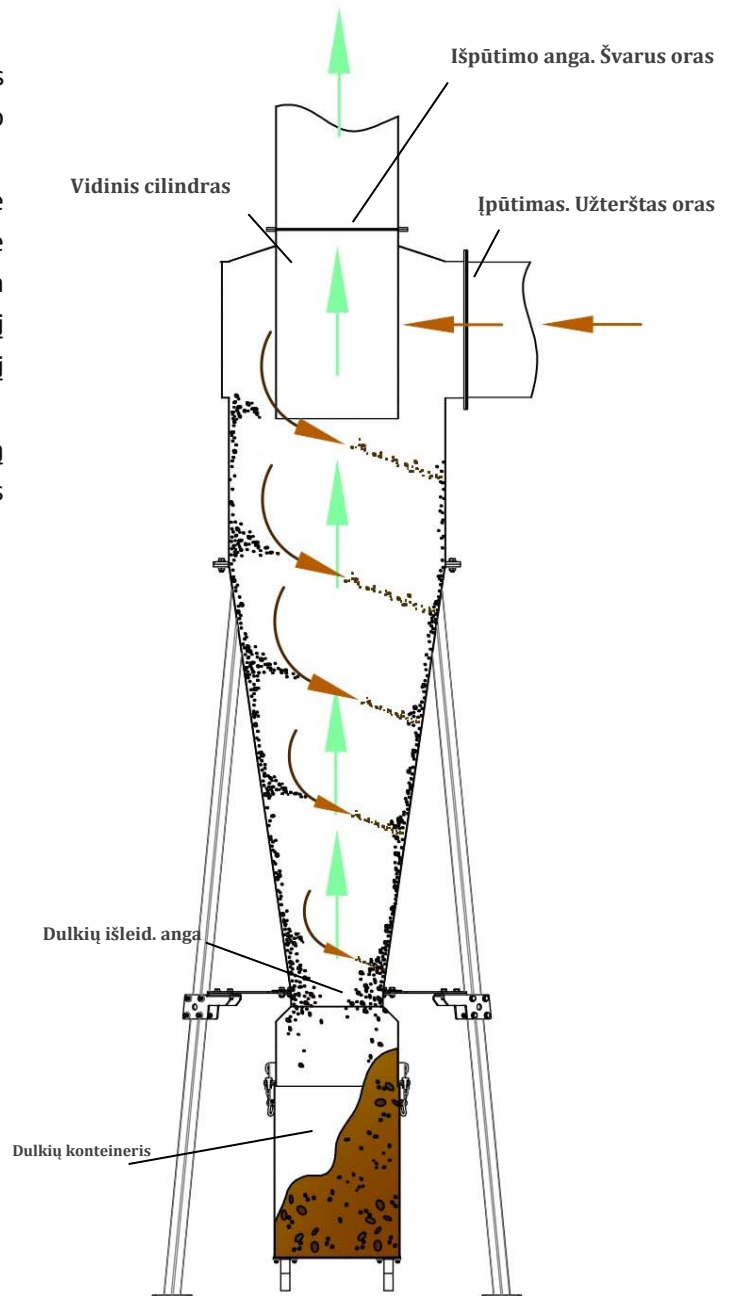 Išpūtimo anga. Švarus oras
Vidinis cilindras
Įpūtimas. Užterštas oras
Dulkių išleid. anga
Dulkių konteineris